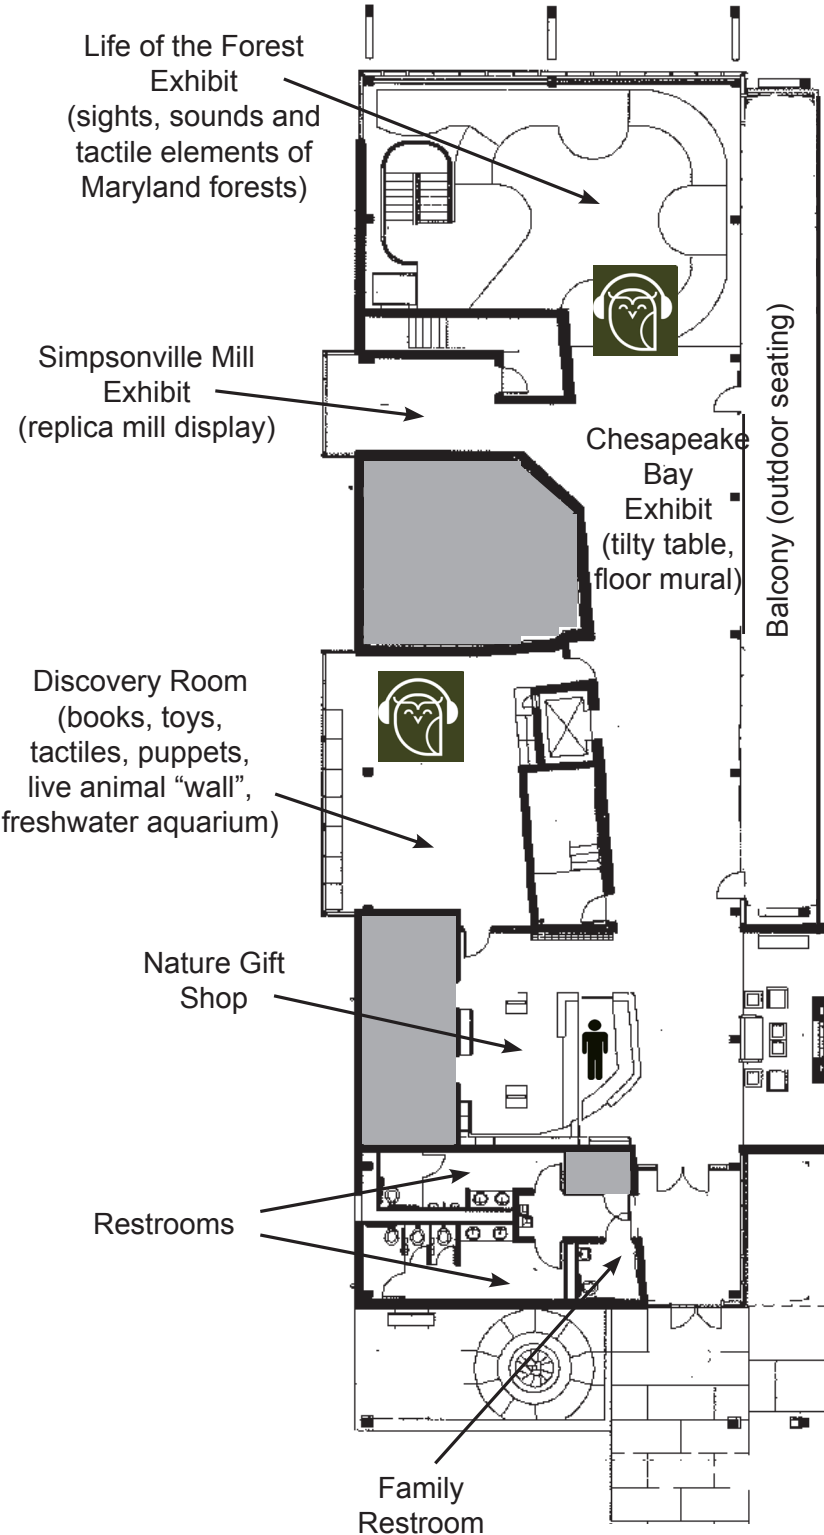 Life of the Forest
Exhibit
(sights, sounds and
tactile elements of
Maryland forests)
Simpsonville Mill
Exhibit
(replica mill display)
Chesapeake
Bay
Exhibit
(tilty table,
floor mural)
Balcony (outdoor seating)
Discovery Room
(books, toys,
tactiles, puppets,
live animal “wall”,
freshwater aquarium)
Nature Gift
Shop
Restrooms
Family
Restroom